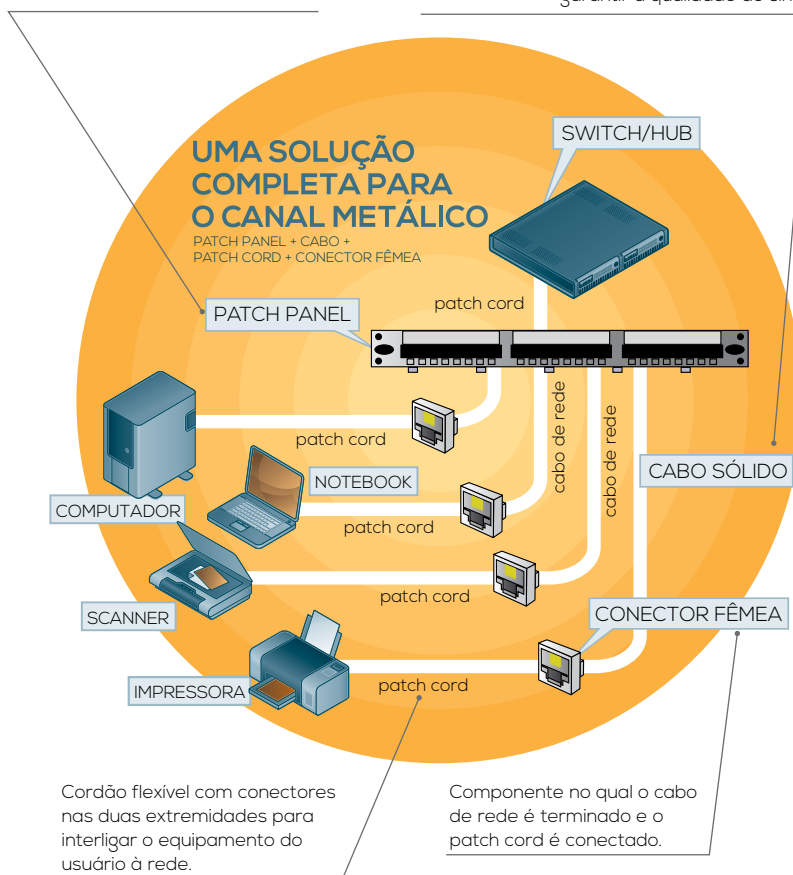 garantir a qualidade do
SWITCH/HUB
UMA SOLUÇÃO
COMPLETA PARA
O CANAL METÁLICO
PATCH PANEL + CABO +
PATCH CORD + CONECTOR FÊMEA
patch cord
PATCH PANEL
cabo de rede
cabo de rede
patch cord
CABO SÓLIDO
NOTEBOOK
COMPUTADOR
patch cord
patch cord
SCANNER
CONECTOR FÊMEA
IMPRESSORA
patch cord
Cordão flexível com conectores
nas duas extremidades para
interligar o equipamento do
usuário à rede.
Componente no qual o cabo
de rede é terminado e o
patch cord é conectado.